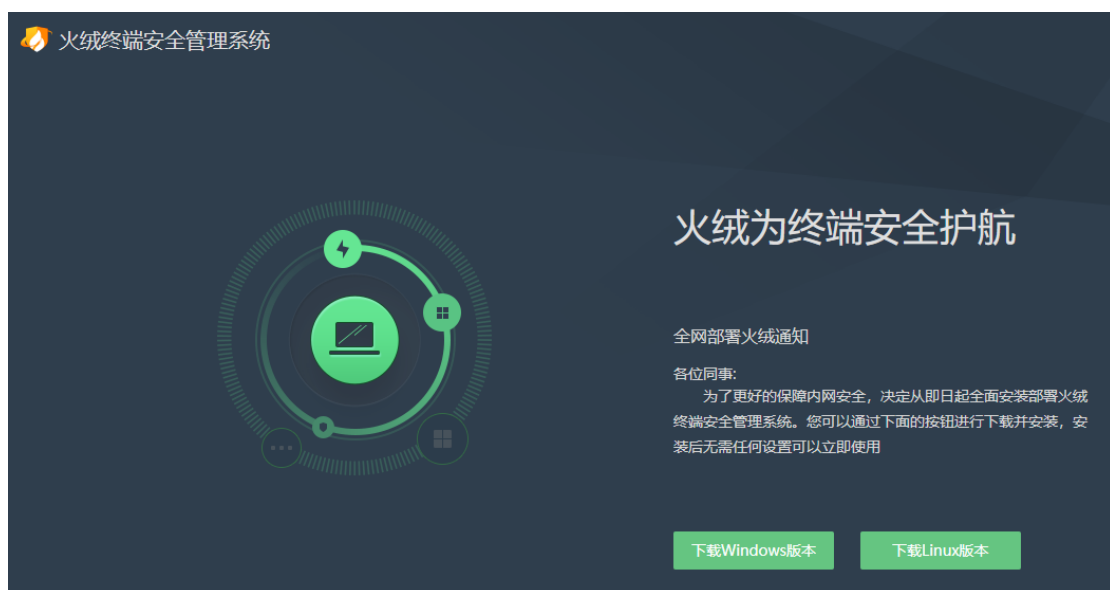 火绒终端安全管理系统
火绒为终端安全护航
全网部署火绒通知
各位同事:
为了更好的保障内网安全，决定从即日起全面安装部署火绒
终端安全管理系统。您可以通过下面的按钮进行下载并安装，安
装后无需任何设置可以立即使用
下载Windows版本
下载Linux版本